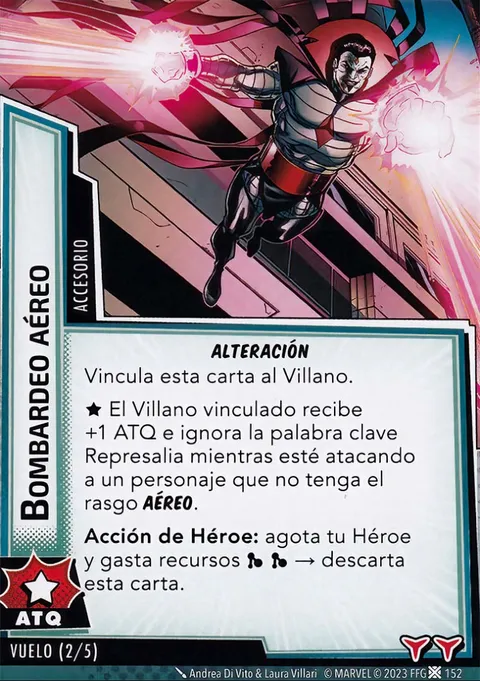 BOMBARDEO AÉREO
ACCESORIO
ALTERACIÓN
Vincula esta carta al Villano.
★ El Villano vinculado recibe
+1 ATQ e ignora la palabra clave
Represalia mientras esté atacando
a un personaje que no tenga el
rasgo AÉREO.
Acción de Héroe: agota tu Héroe
y gasta recursos → descarta
esta carta.
ATQ
VUELO (2/5)
Andrea Di Vito & Laura Villari © MARVEL © 2023 FFG 152